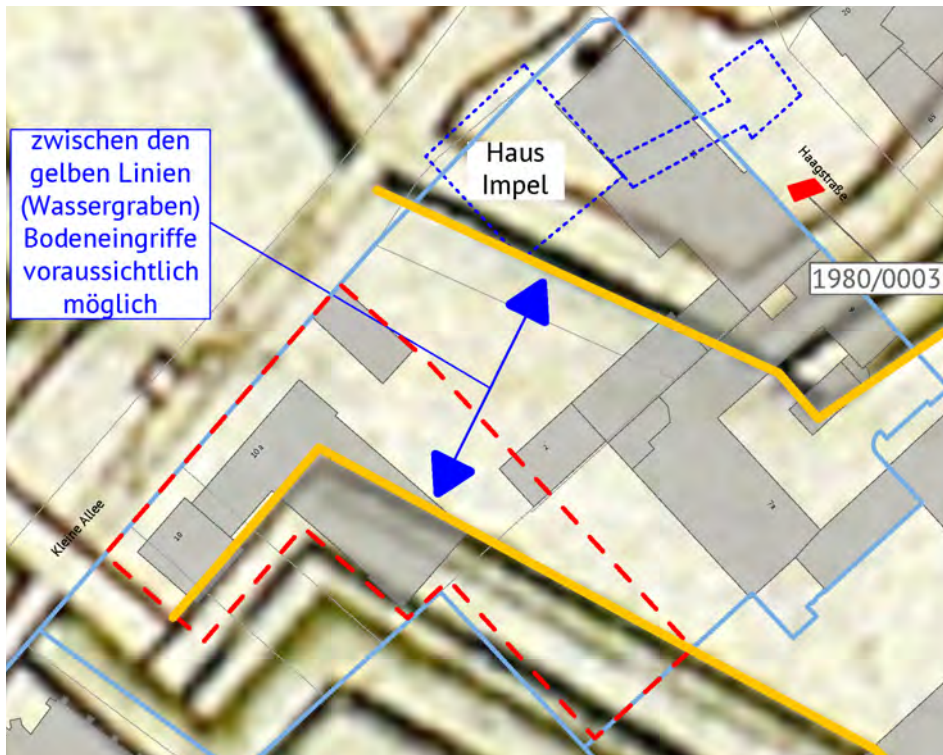 zwischen den
gelben Linien
(Wassergraben)
Bodeneingriffe
voraussichtlich
möglich
Haus
Impel
Haagstraße
1980/0003
Kleine Allee
10 a
10
2
7a